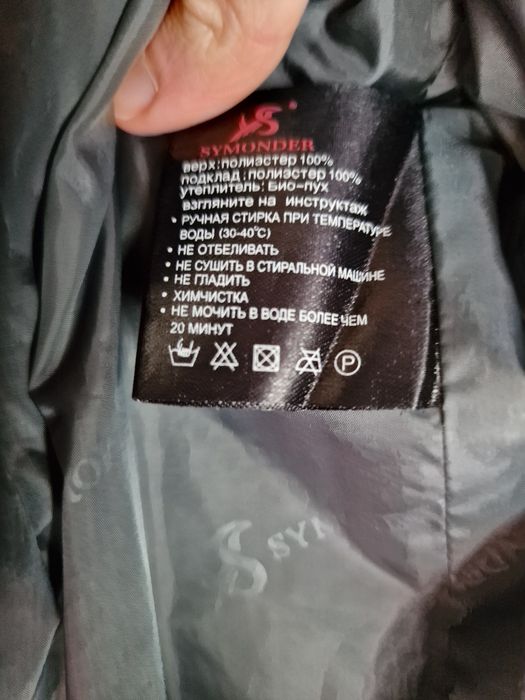 SYMONDER
верх:полиэстер 100%
подклад:полиэстер 100%
утеплитель: Био-пух
взгляните на инструктаж
• РУЧНАЯ СТИРКА ПРИ ТЕМПЕРАТУРЕ
ВОДЫ (30-40°C)
• НЕ ОТБЕЛИВАТЬ
• НЕ СУШИТЬ В СТИРАЛЬНОЙ МАШИНЕ
• НЕ ГЛАДИТЬ
• ХИМЧИСТКА
• НЕ МОЧИТЬ В ВОДЕ БОЛЕЕ ЧЕМ
20 МИНУТ
P
SY